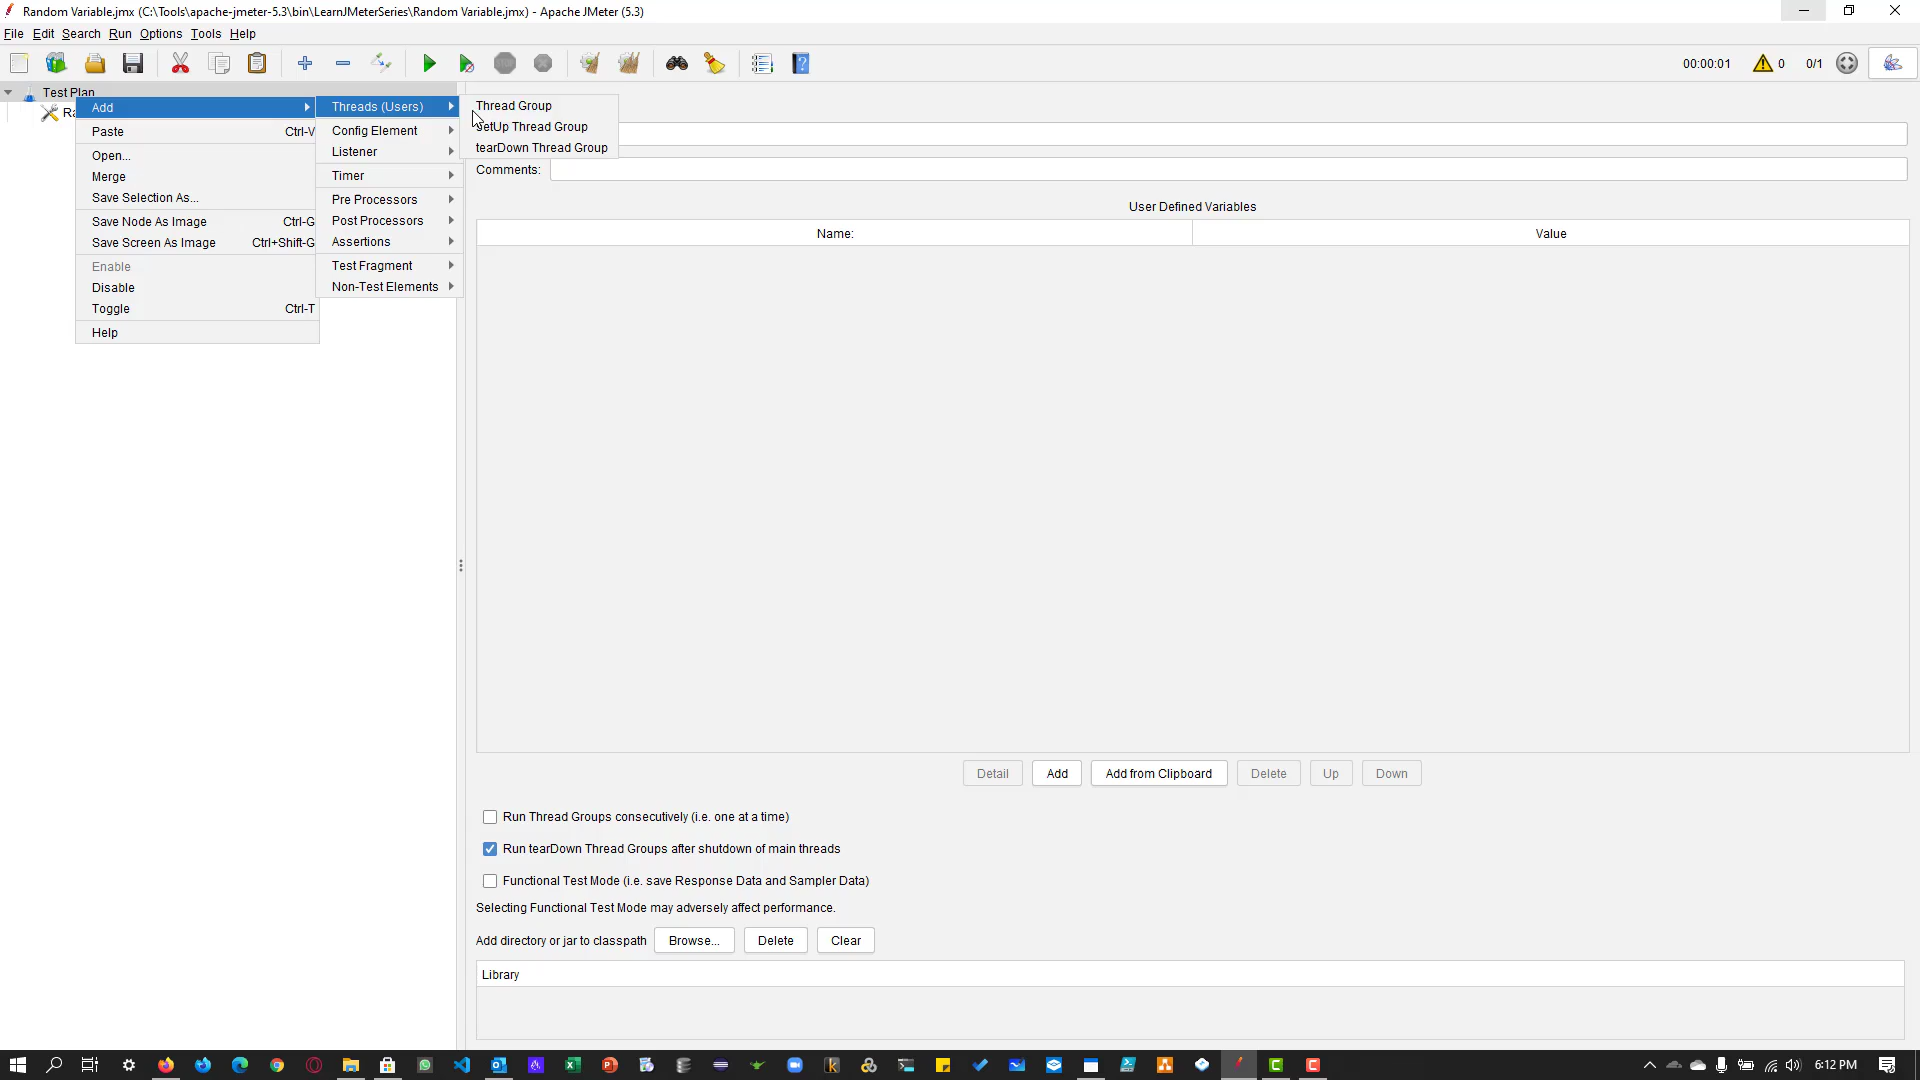 Random Variable.jmx (C:\Tools\apache-jmeter-5.3\bin\LearnJMeterSeries\Random Variable.jmx) - Apache JMeter (5.3)
File Edit Search Run Options Tools Help
00:00:01 0 0/1
Test Plan
Add
Paste Ctrl-V
Open...
Merge
Save Selection As...
Save Node As Image Ctrl-G
Save Screen As Image Ctrl+Shift-G
Enable
Disable
Toggle Ctrl-T
Help
Threads (Users)
Config Element
Listener
Timer
Pre Processors
Post Processors
Assertions
Test Fragment
Non-Test Elements
Thread Group
setUp Thread Group
tearDown Thread Group
Comments:
User Defined Variables
Name: Value
Detail Add Add from Clipboard Delete Up Down
Run Thread Groups consecutively (i.e. one at a time)
Run tearDown Thread Groups after shutdown of main threads
Functional Test Mode (i.e. save Response Data and Sampler Data)
Selecting Functional Test Mode may adversely affect performance.
Add directory or jar to classpath Browse... Delete Clear
Library
6:12 PM